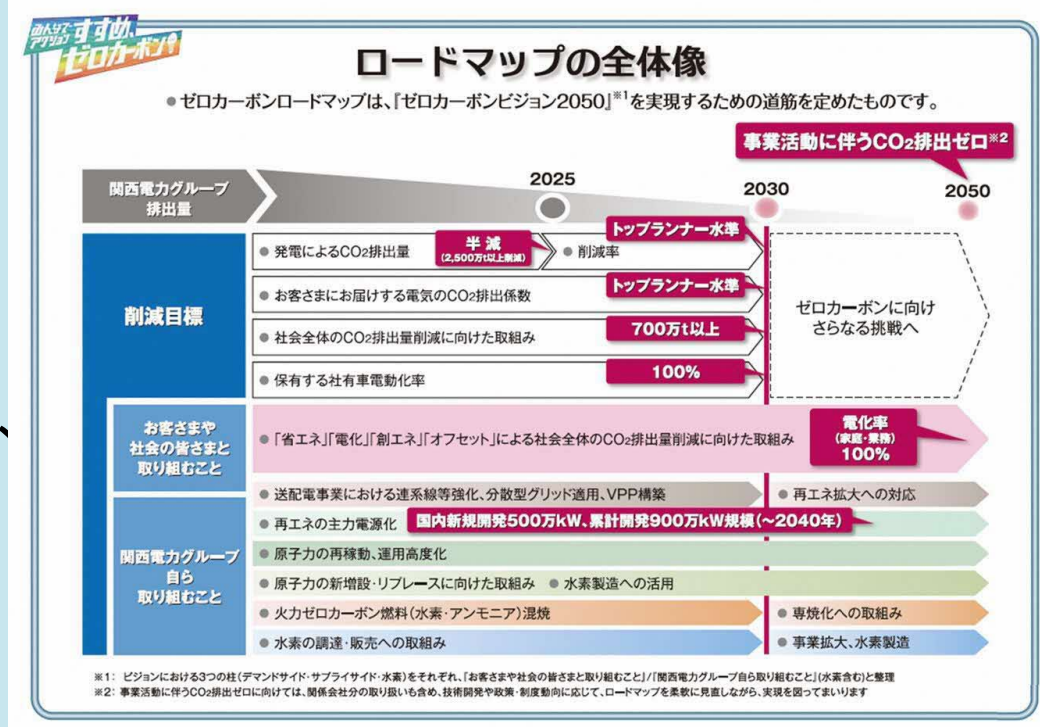 みんなでアクション すすめ、ゼロカーボン!
ロードマップの全体像
●ゼロカーボンロードマップは、『ゼロカーボンビジョン2050』※1を実現するための道筋を定めたものです。
事業活動に伴うCO2排出ゼロ※2
関西電力グループ
排出量
2025
2030
2050
削減目標
●発電によるCO2排出量
半減
(2,500万t以上削減)
●削減率
トップランナー水準
●お客さまにお届けする電気のCO2排出係数
トップランナー水準
●社会全体のCO2排出量削減に向けた取組み
700万t以上
●保有する社有車電動化率
100%
ゼロカーボンに向け
さらなる挑戦へ
お客さまや
社会の皆さまと
取り組むこと
●「省エネ」「電化」「創エネ」「オフセット」による社会全体のCO2排出量削減に向けた取組み
電化率
(家庭・業務)
100%
関西電力グループ
自ら
取り組むこと
●送配電事業における連系線等強化、分散型グリッド適用、VPP構築
●再エネ拡大への対応
●再エネの主力電源化
国内新規開発500万kW、累計開発900万kW規模(~2040年)
●原子力の再稼動、運用高度化
●原子力の新増設・リプレースに向けた取組み ●水素製造への活用
●火力ゼロカーボン燃料(水素・アンモニア)混焼
●専焼化への取組み
●水素の調達・販売への取組み
●事業拡大、水素製造
※1: ビジョンにおける3つの柱(デマンドサイド・サプライサイド・水素)をそれぞれ、「お客さまや社会の皆さまと取り組むこと」/「関西電力グループ自ら取り組むこと」(水素含む)と整理
※2: 事業活動に伴うCO2排出ゼロに向けては、関係会社分の取り扱いも含め、技術開発や政策・制度動向に応じて、ロードマップを柔軟に見直しながら、実現を図ってまいります